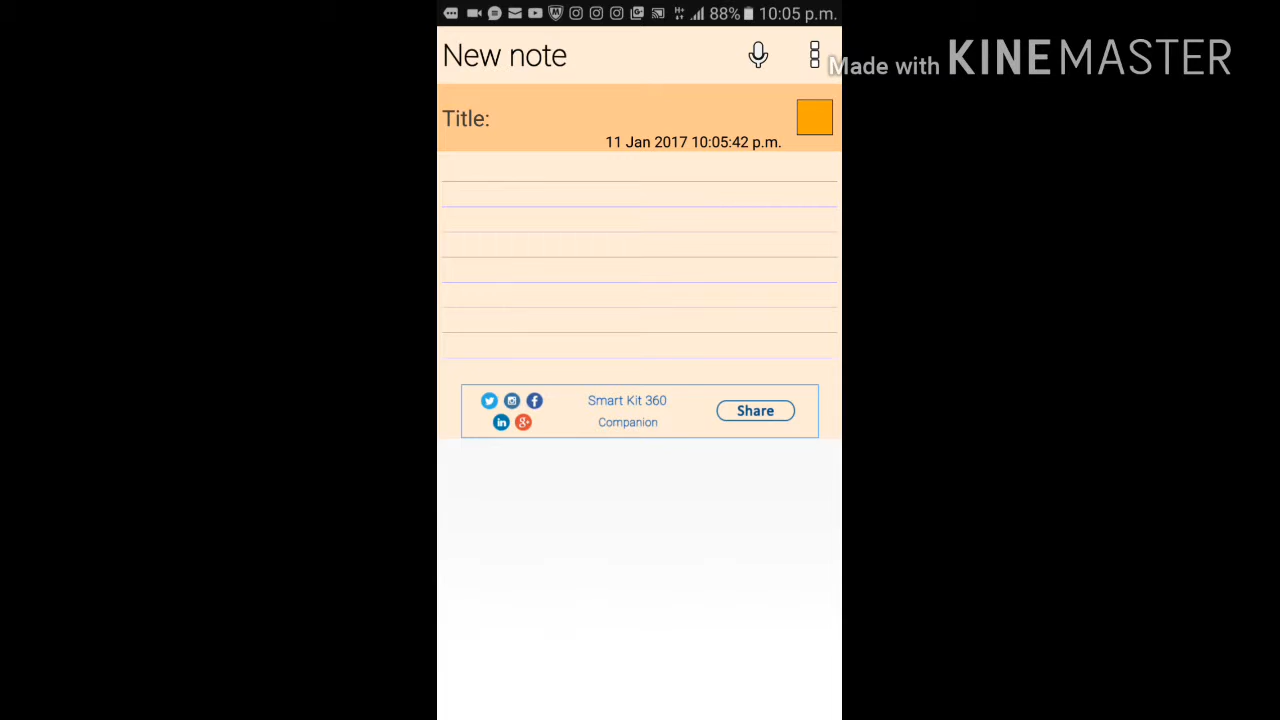 88% 10:05 p.m.
New note
Made with KINEMASTER
Title:
11 Jan 2017 10:05:42 p.m.
Smart Kit 360
Companion
Share